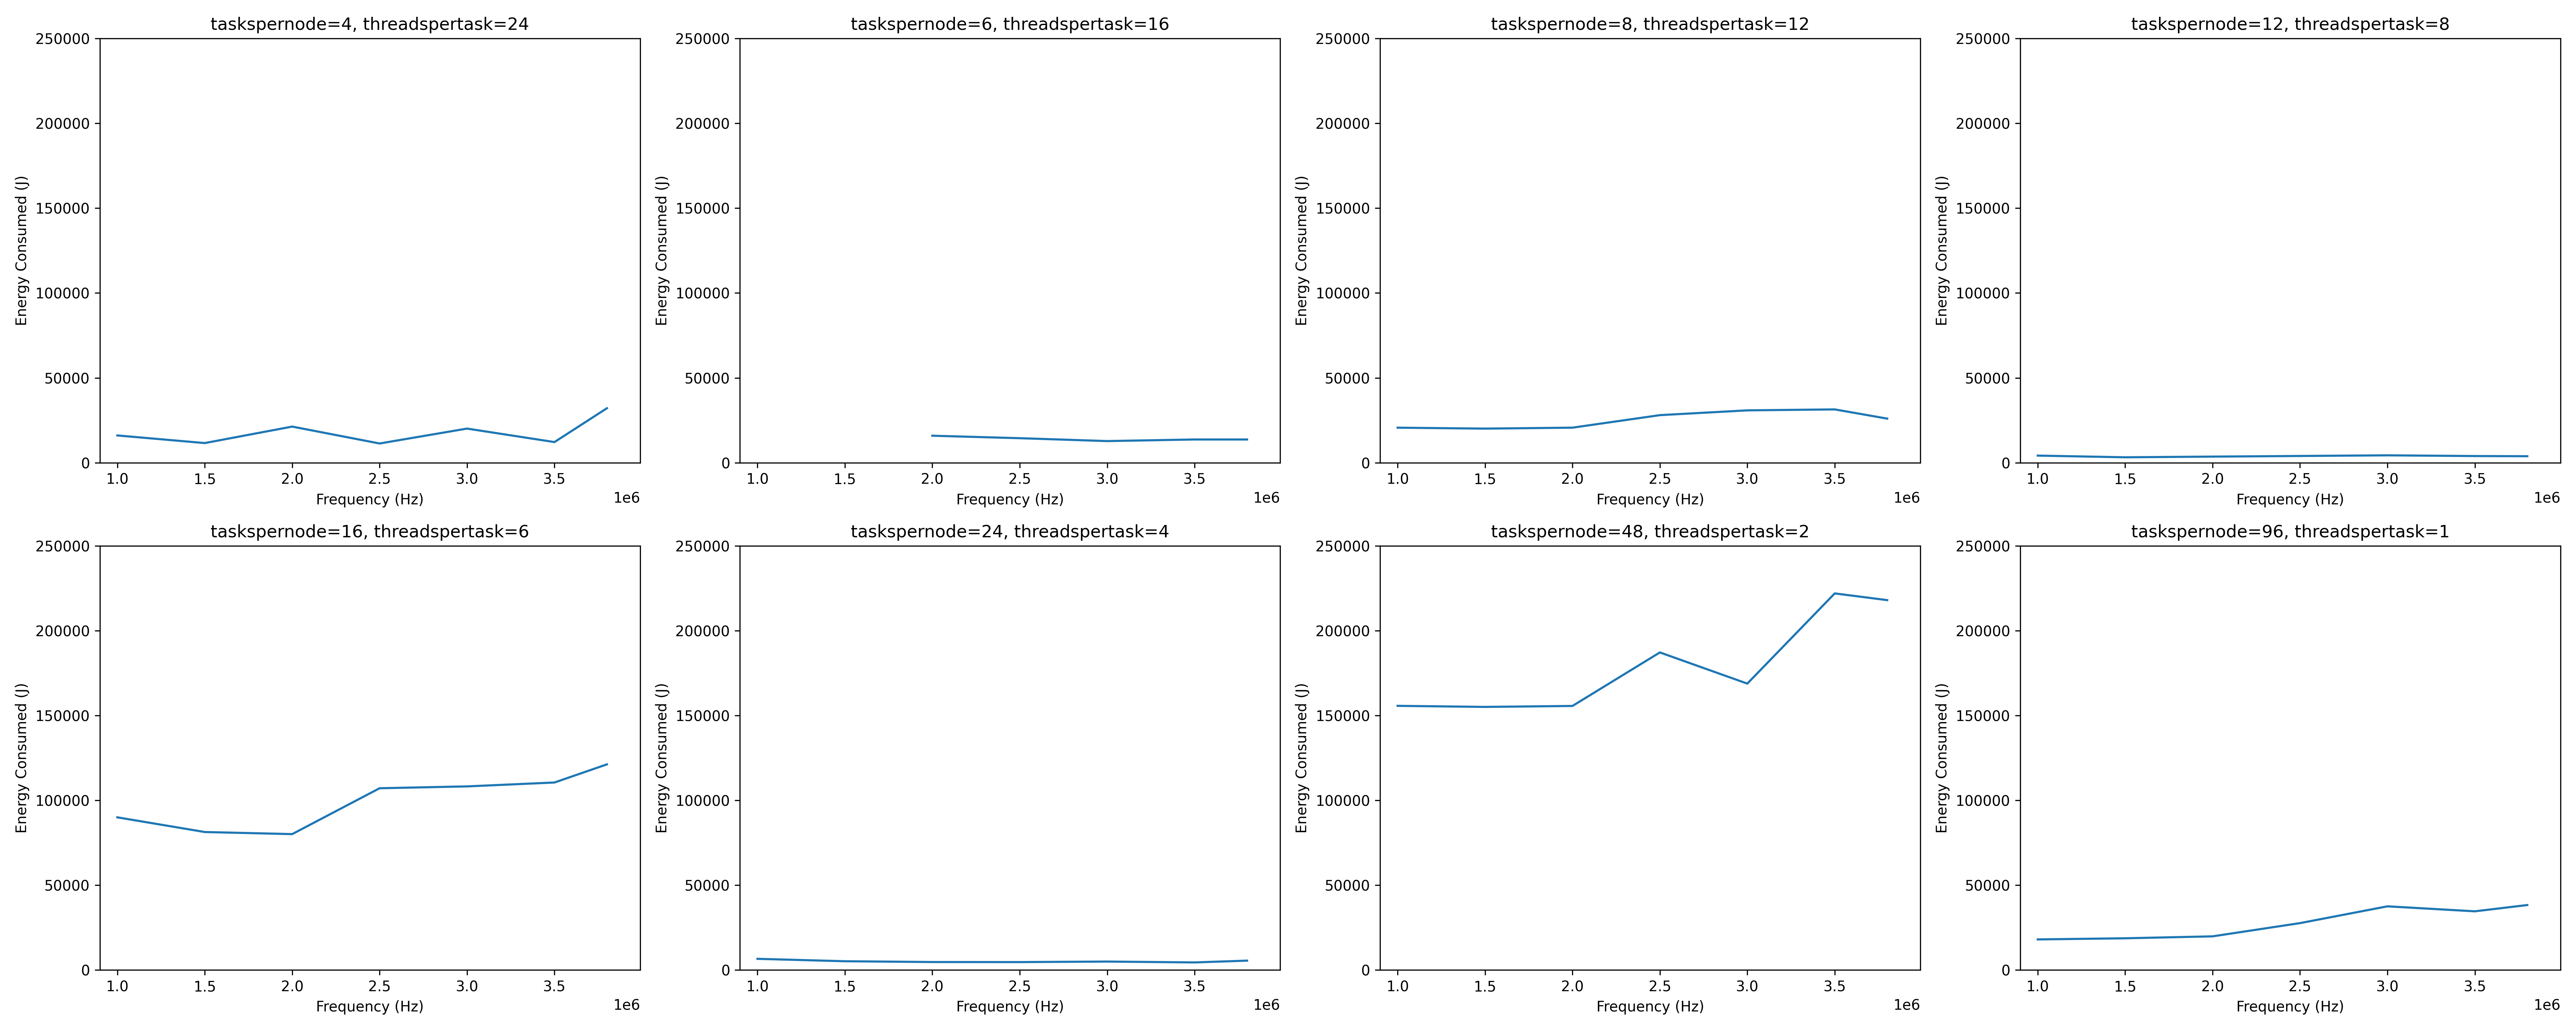 taskspernode=4, threadspertask=24
250000
200000
150000
100000
50000
0
Energy Consumed (J)
1.0 1.5 2.0 2.5 3.0 3.5
1e6
Frequency (Hz)
taskspernode=6, threadspertask=16
250000
200000
150000
100000
50000
0
Energy Consumed (J)
1.0 1.5 2.0 2.5 3.0 3.5
1e6
Frequency (Hz)
taskspernode=8, threadspertask=12
250000
200000
150000
100000
50000
0
Energy Consumed (J)
1.0 1.5 2.0 2.5 3.0 3.5
1e6
Frequency (Hz)
taskspernode=12, threadspertask=8
250000
200000
150000
100000
50000
0
Energy Consumed (J)
1.0 1.5 2.0 2.5 3.0 3.5
1e6
Frequency (Hz)
taskspernode=16, threadspertask=6
250000
200000
150000
100000
50000
0
Energy Consumed (J)
1.0 1.5 2.0 2.5 3.0 3.5
1e6
Frequency (Hz)
taskspernode=24, threadspertask=4
250000
200000
150000
100000
50000
0
Energy Consumed (J)
1.0 1.5 2.0 2.5 3.0 3.5
1e6
Frequency (Hz)
taskspernode=48, threadspertask=2
250000
200000
150000
100000
50000
0
Energy Consumed (J)
1.0 1.5 2.0 2.5 3.0 3.5
1e6
Frequency (Hz)
taskspernode=96, threadspertask=1
250000
200000
150000
100000
50000
0
Energy Consumed (J)
1.0 1.5 2.0 2.5 3.0 3.5
1e6
Frequency (Hz)